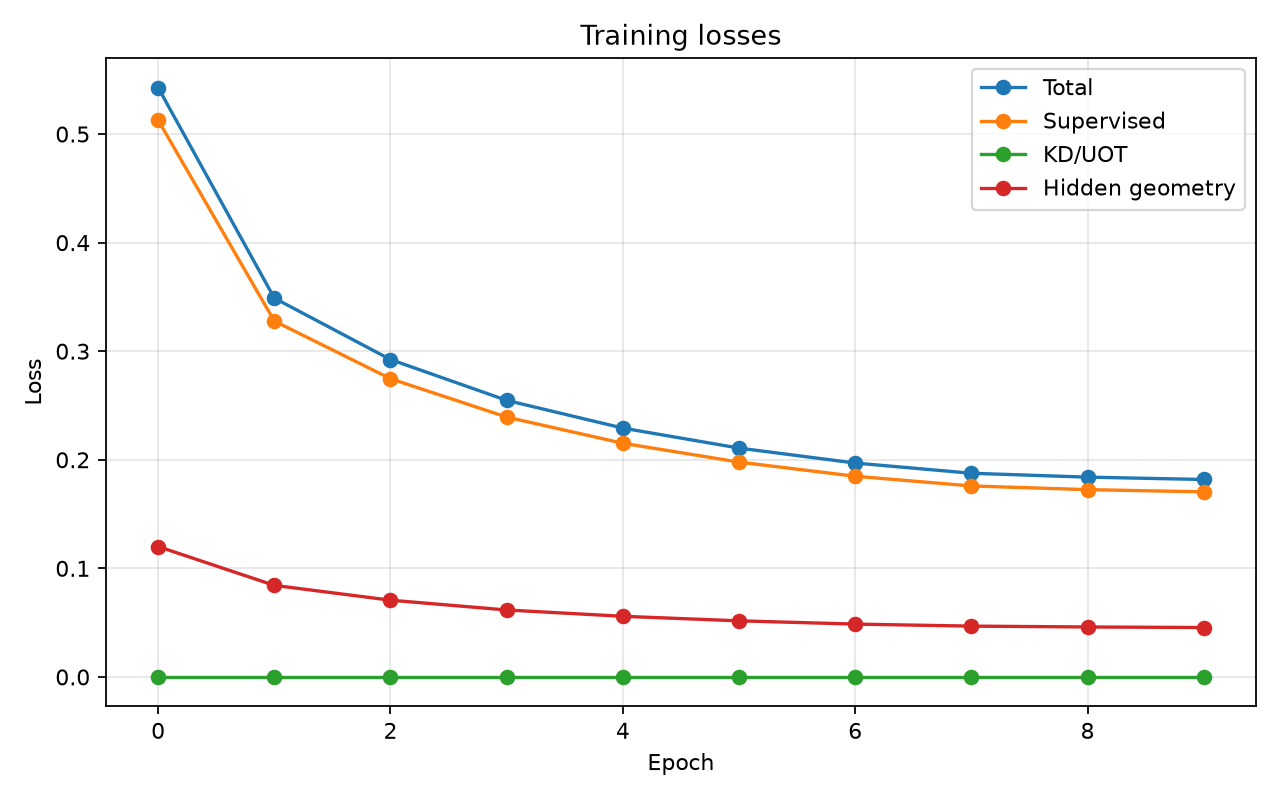 Training losses
Total
Supervised
KD/UOT
Hidden geometry
0.5
0.4
0.3
0.2
0.1
0.0
Loss
0 2 4 6 8
Epoch